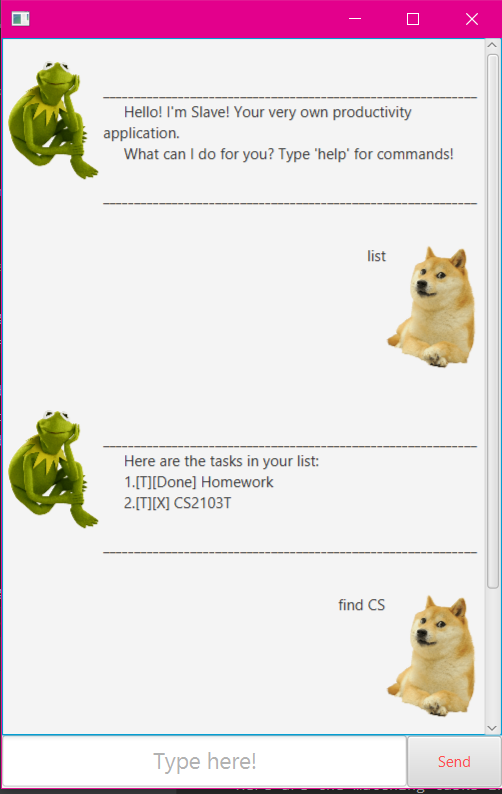 ____________________________________________________________
Hello! I'm Slave! Your very own productivity
application.
What can I do for you? Type 'help' for commands!
____________________________________________________________
list
____________________________________________________________
Here are the tasks in your list:
1.[T][Done] Homework
2.[T][X] CS2103T
____________________________________________________________
find CS
Type here!
Send